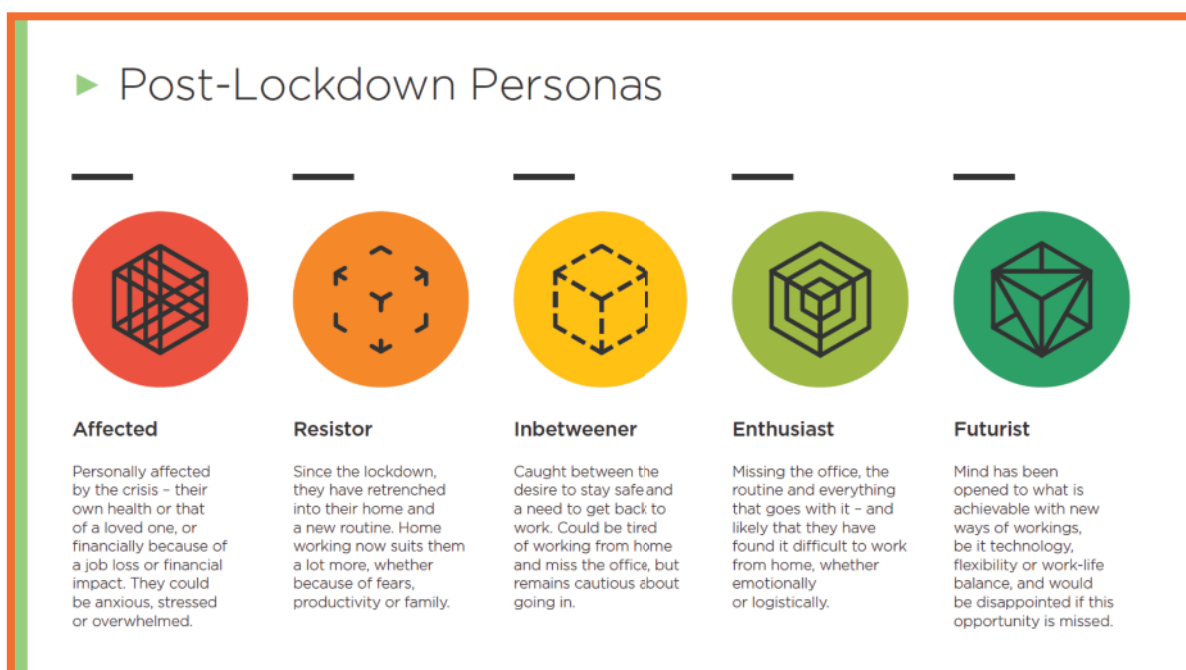 Post-Lockdown Personas
Affected
Personally affected
by the crisis – their
own health or that
of a loved one, or
financially because of
a job loss or financial
impact. They could
be anxious, stressed
or overwhelmed.
Resistor
Since the lockdown,
they have retrenched
into their home and
a new routine. Home
working now suits them
a lot more, whether
because of fears,
productivity or family.
Inbetweener
Caught between the
desire to stay safe and
a need to get back to
work. Could be tired
of working from home
and miss the office, but
remains cautious about
going in.
Enthusiast
Missing the office, the
routine and everything
that goes with it – and
likely that they have
found it difficult to work
from home, whether
emotionally
or logistically.
Futurist
Mind has been
opened to what is
achievable with new
ways of workings,
be it technology,
flexibility or work-life
balance, and would
be disappointed if this
opportunity is missed.